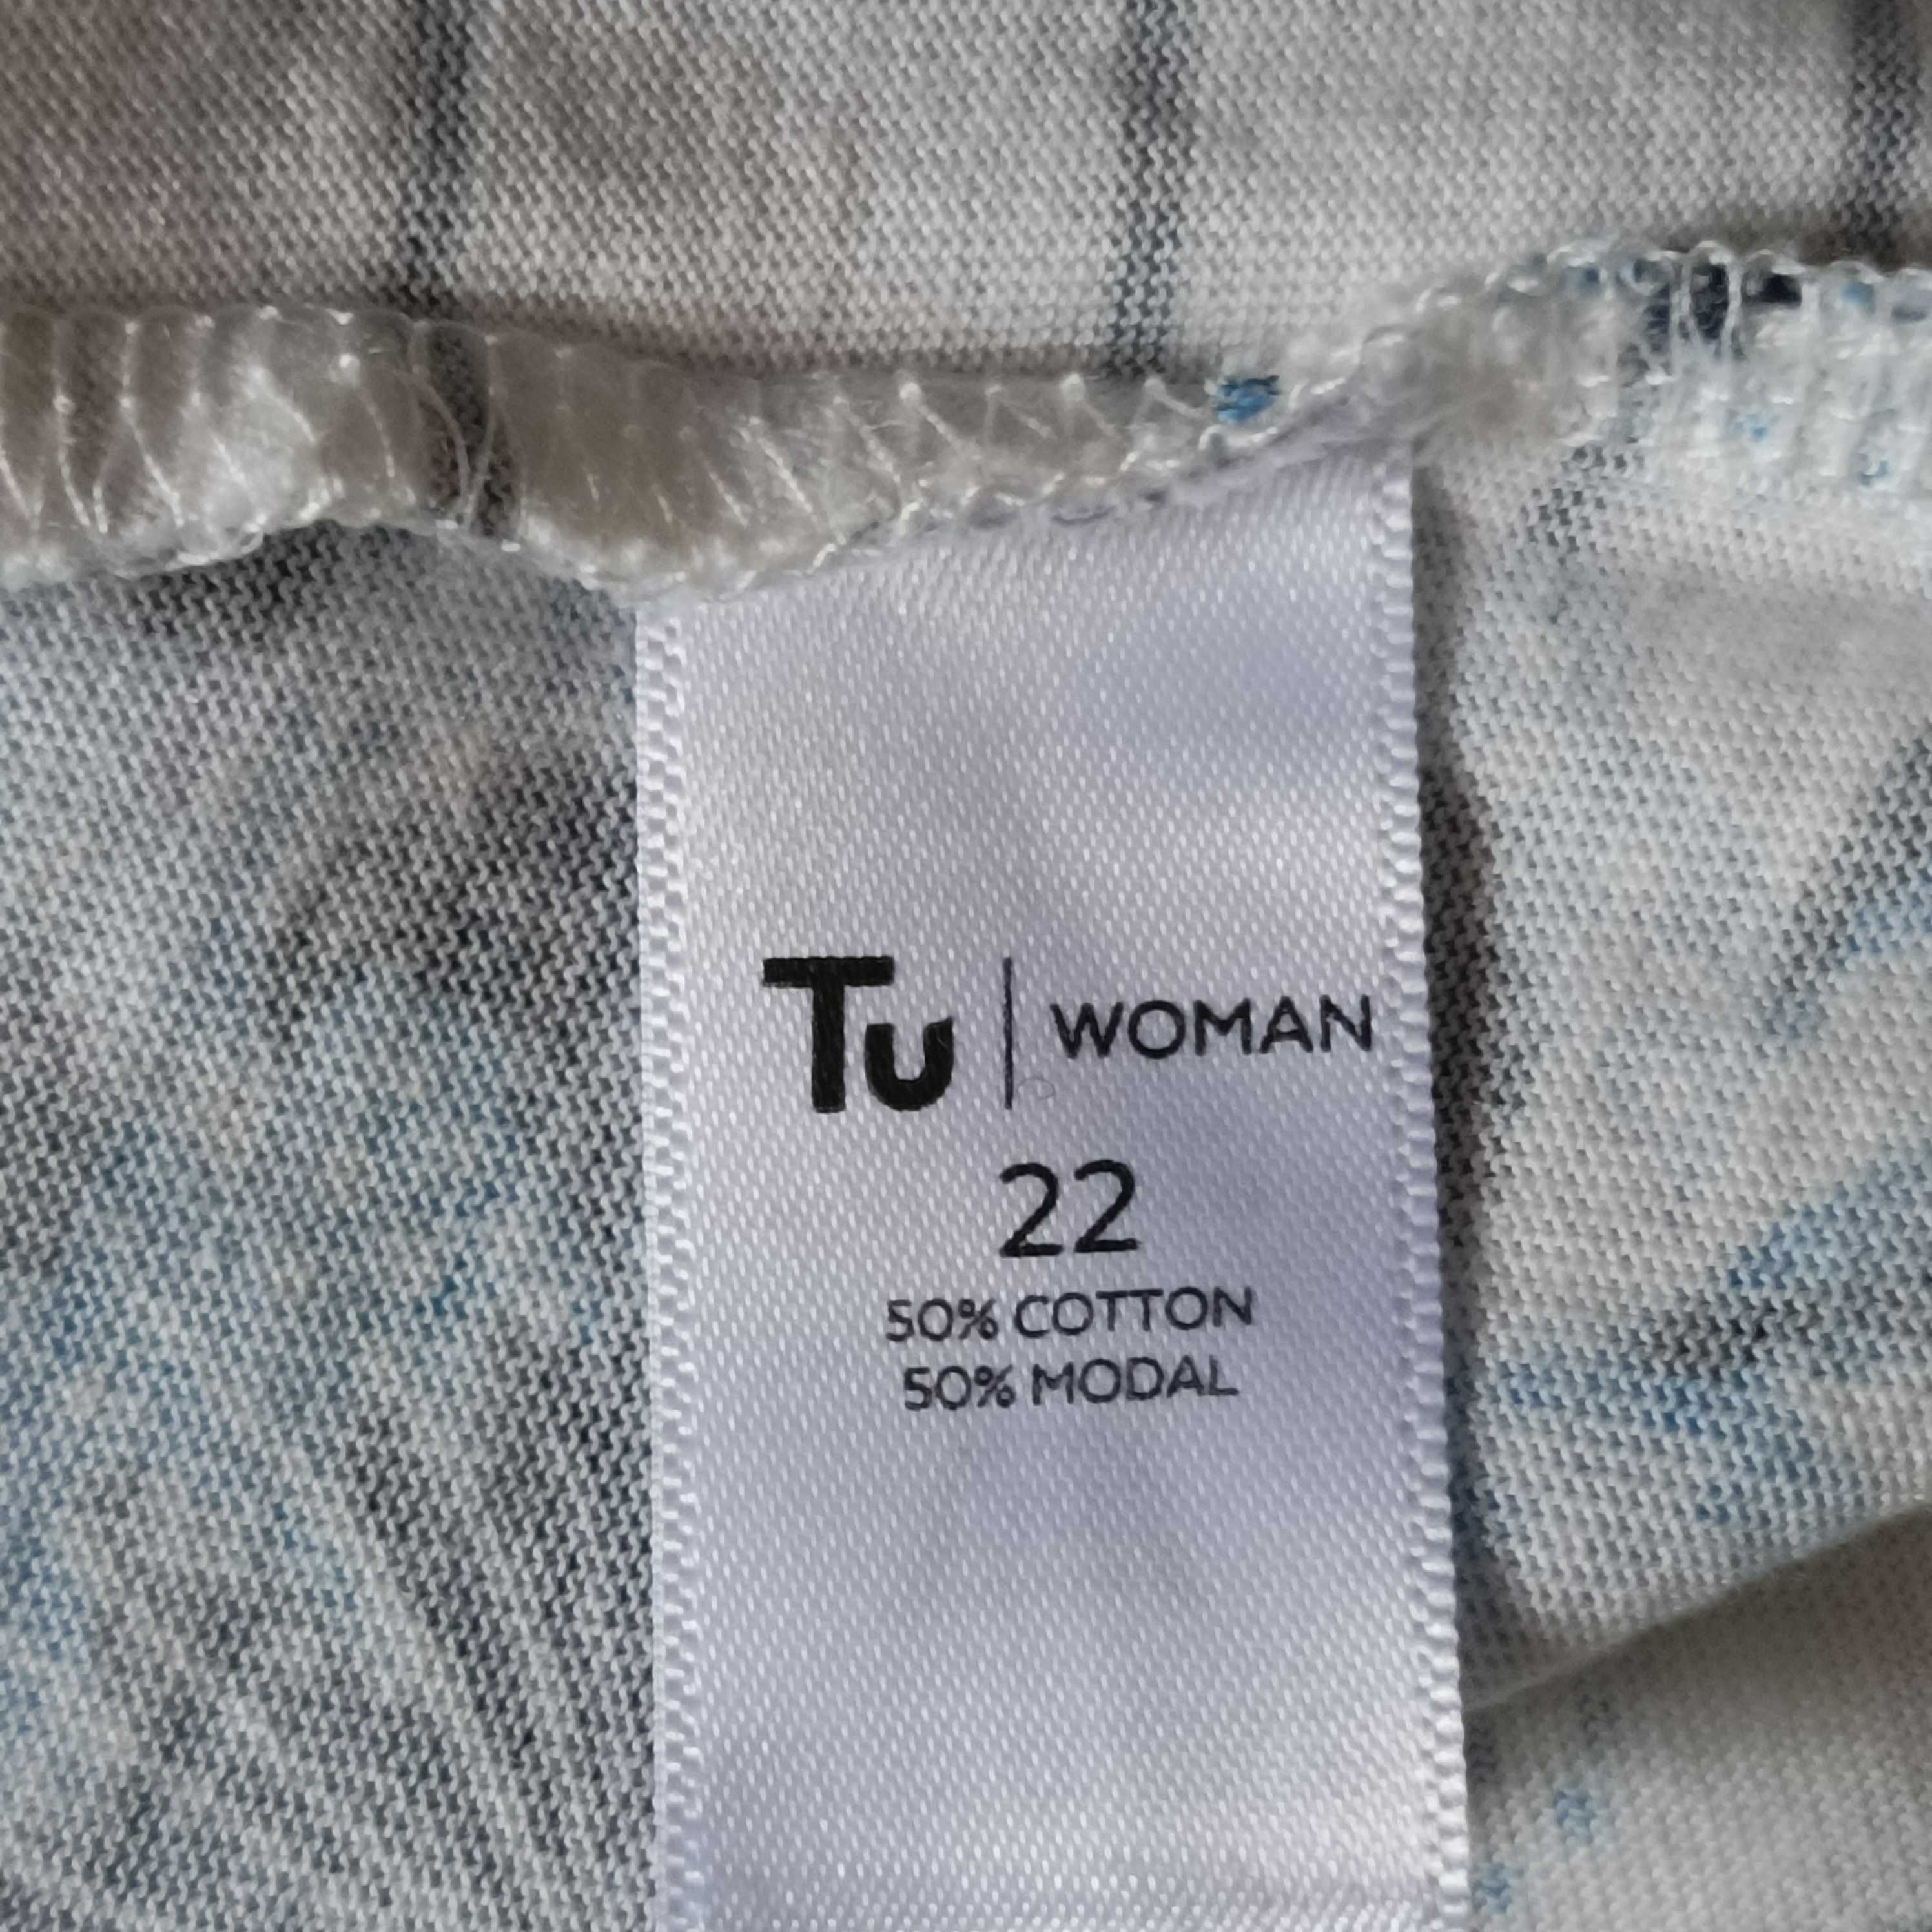 Tu | WOMAN
22
50% COTTON
50% MODAL